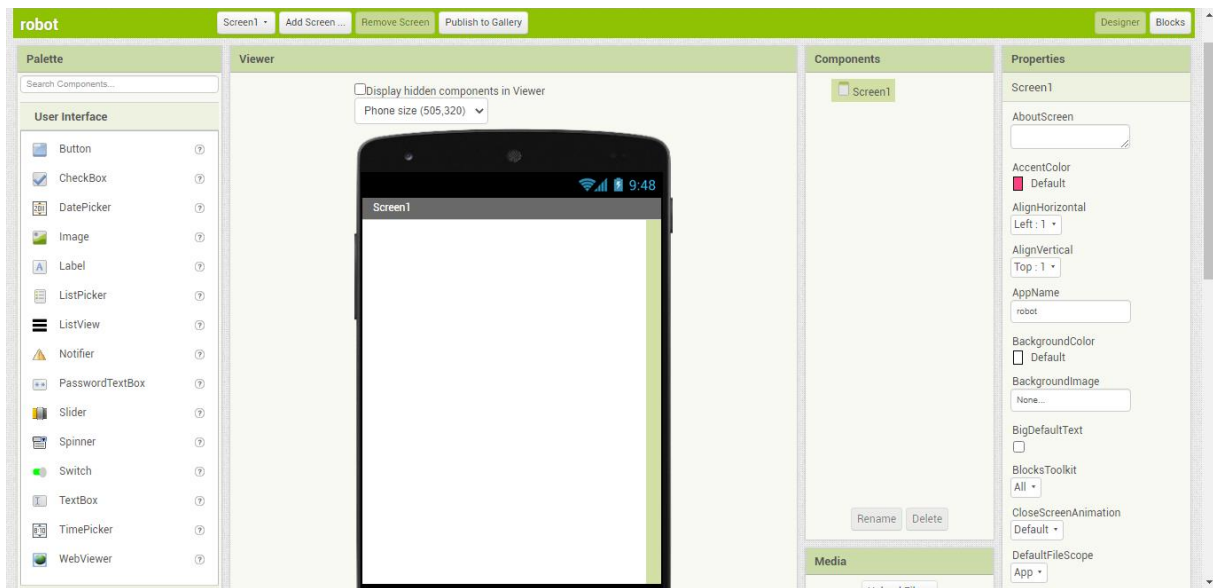 robot
Screen1
Add Screen ...
Remove Screen
Publish to Gallery
Designer
Blocks
Palette
Search Components...
User Interface
Button
CheckBox
DatePicker
Image
Label
ListPicker
ListView
Notifier
PasswordTextBox
Slider
Spinner
Switch
TextBox
TimePicker
WebViewer
Viewer
Display hidden components in Viewer
Phone size (505,320)
9:48
Screen1
Components
Screen1
Rename
Delete
Media
Properties
Screen1
AboutScreen
AccentColor
Default
AlignHorizontal
Left : 1
AlignVertical
Top : 1
AppName
robot
BackgroundColor
Default
BackgroundImage
None...
BigDefaultText
BlocksToolkit
All
CloseScreenAnimation
Default
DefaultFileScope
App